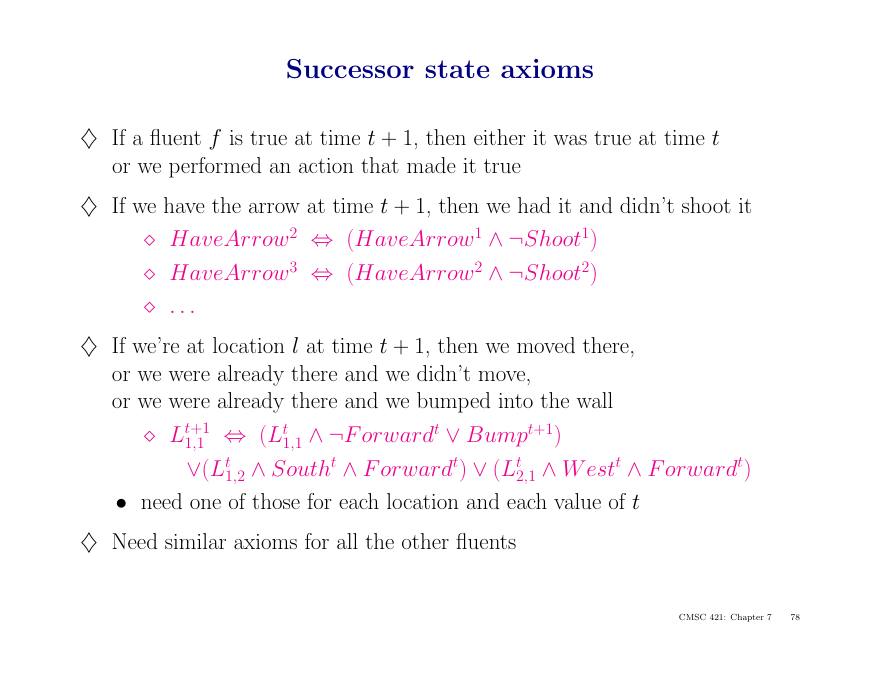 Successor state axioms
♢ If a fluent f is true at time t + 1, then either it was true at time t
or we performed an action that made it true
♢ If we have the arrow at time t + 1, then we had it and didn't shoot it
⋄ HaveArrow² ⇔ (HaveArrow¹ ∧ ¬Shoot¹)
⋄ HaveArrow³ ⇔ (HaveArrow² ∧ ¬Shoot²)
⋄ . . .
♢ If we're at location l at time t + 1, then we moved there,
or we were already there and we didn't move,
or we were already there and we bumped into the wall
⋄ L_{1,1}^{t+1} ⇔ (L_{1,1}^{t} ∧ ¬Forward^{t} ∨ Bump^{t+1})
∨(L_{1,2}^{t} ∧ South^{t} ∧ Forward^{t}) ∨ (L_{2,1}^{t} ∧ West^{t} ∧ Forward^{t})
• need one of those for each location and each value of t
♢ Need similar axioms for all the other fluents
CMSC 421: Chapter 7 78